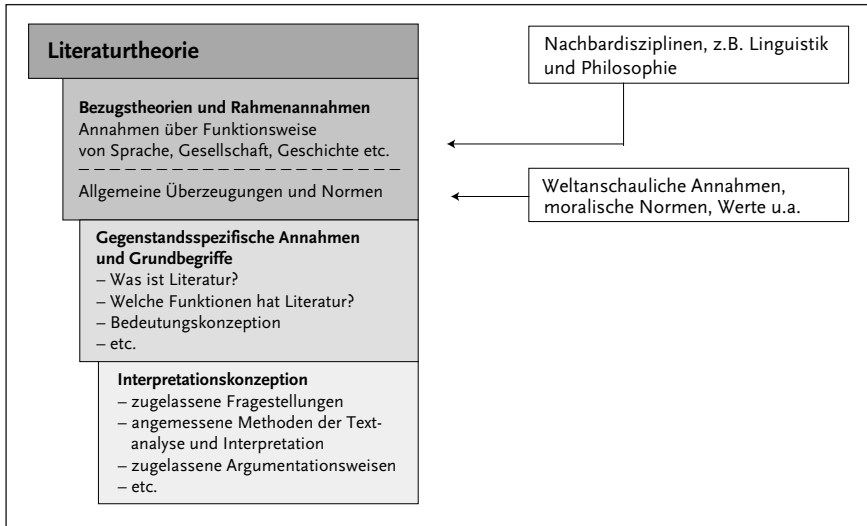 Literaturtheorie
Bezugstheorien und Rahmenannahmen
Annahmen über Funktionsweise
von Sprache, Gesellschaft, Geschichte etc.
Allgemeine Überzeugungen und Normen
Gegenstandsspezifische Annahmen
und Grundbegriffe
– Was ist Literatur?
– Welche Funktionen hat Literatur?
– Bedeutungskonzeption
– etc.
Interpretationskonzeption
– zugelassene Fragestellungen
– angemessene Methoden der Text-
analyse und Interpretation
– zugelassene Argumentationsweisen
– etc.
Nachbardisziplinen, z.B. Linguistik
und Philosophie
Weltanschauliche Annahmen,
moralische Normen, Werte u.a.